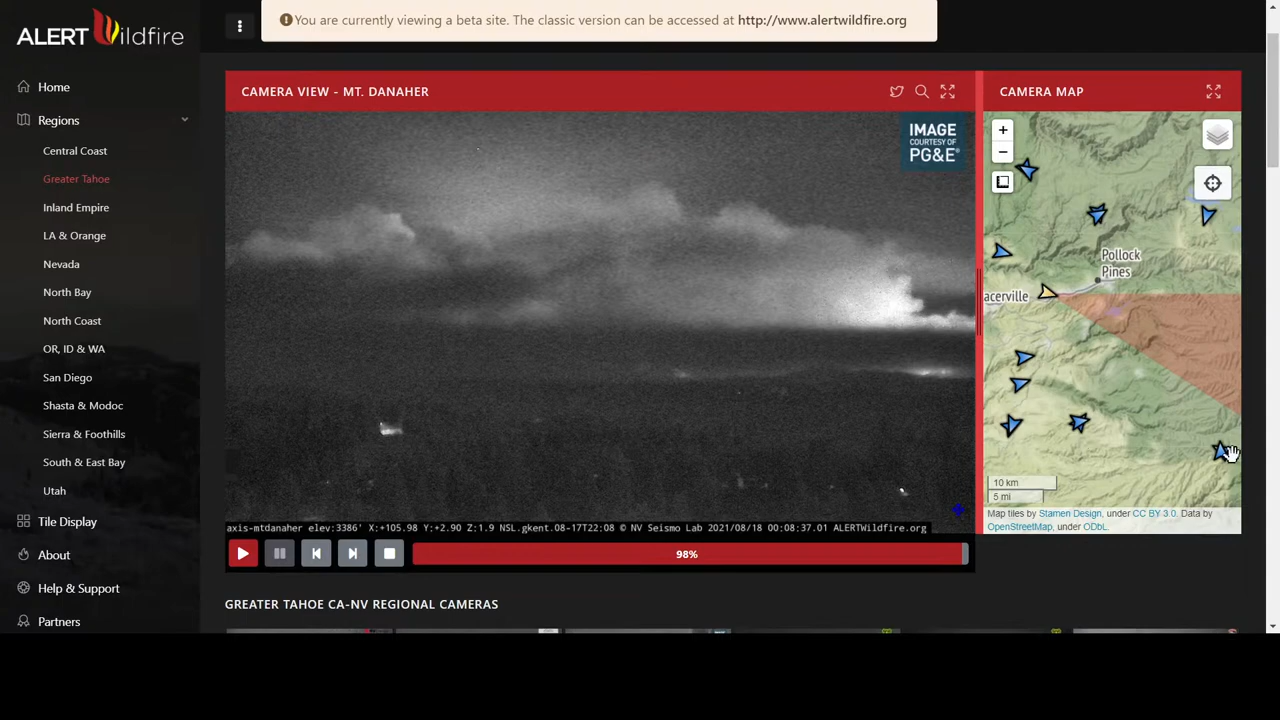 You are currently viewing a beta site. The classic version can be accessed at http://www.alertwildfire.org
ALERT Wildfire
Home
Regions
Central Coast
Greater Tahoe
Inland Empire
LA & Orange
Nevada
North Bay
North Coast
OR, ID & WA
San Diego
Shasta & Modoc
Sierra & Foothills
South & East Bay
Utah
Tile Display
About
Help & Support
Partners
CAMERA VIEW - MT. DANAHER
IMAGE
COURTESY OF
PG&E®
axis-mtdanaher elev:3386' X:+105.98 Y:+2.90 Z:1.9 NSL.gkent.08-17T22:08 © NV Seismo Lab 2021/08/18 00:08:37.01 ALERTWildfire.org
98%
GREATER TAHOE CA-NV REGIONAL CAMERAS
CAMERA MAP
+
−
Pollock
Pines
acerville
10 km
5 mi
Map tiles by Stamen Design, under CC BY 3.0. Data by
OpenStreetMap, under ODbL.